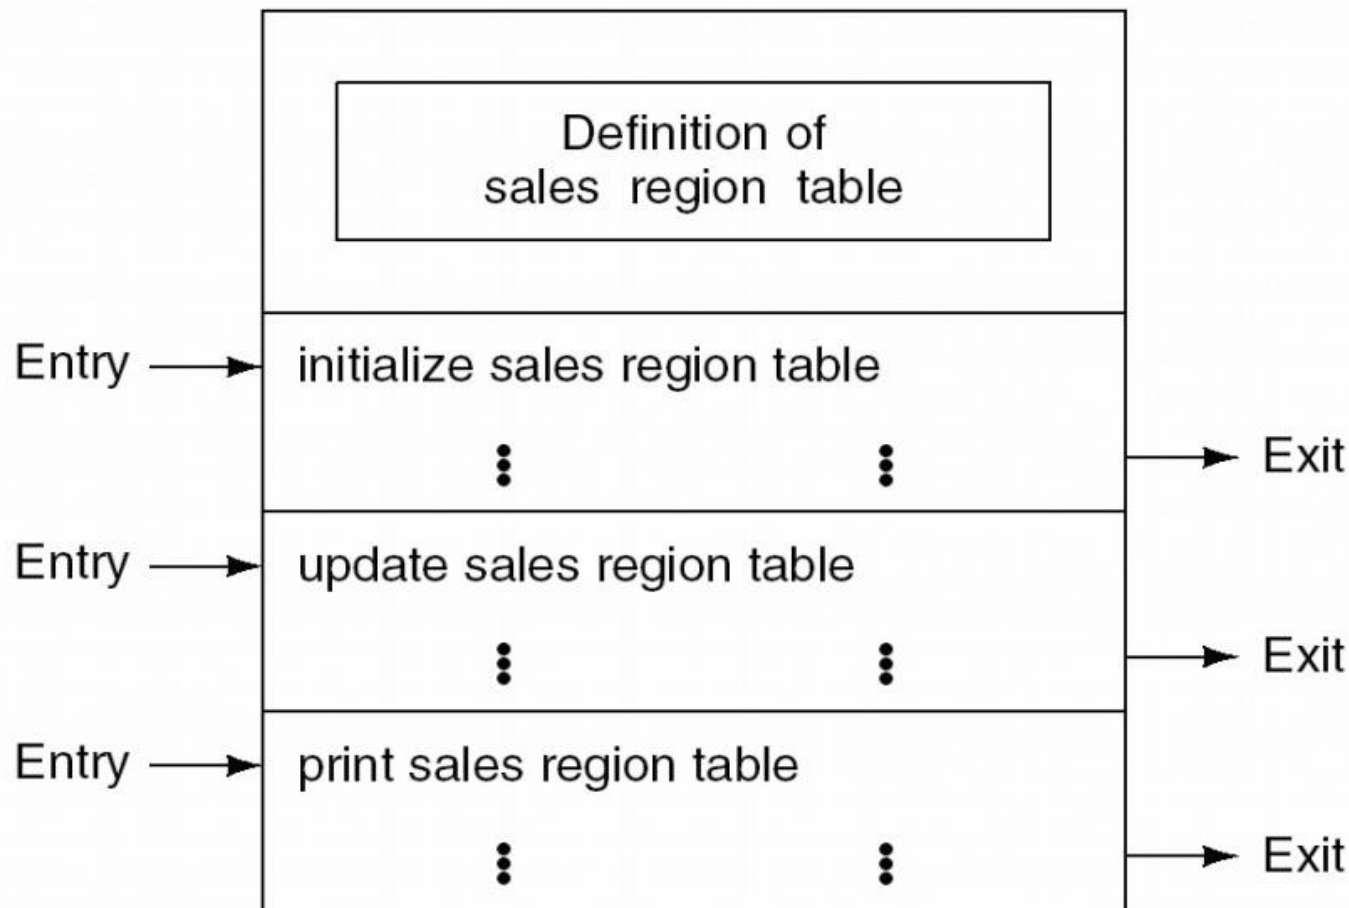 Definition of
sales region table
Entry
initialize sales region table
Exit
Entry
update sales region table
Exit
Entry
print sales region table
Exit